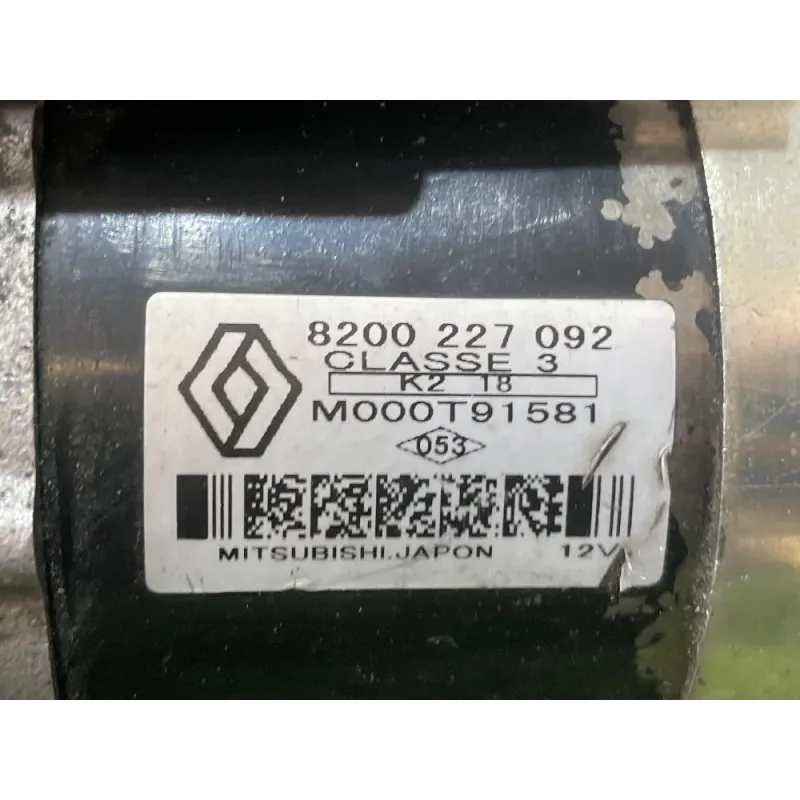 8200 227 092
CLASSE 3
K2 18
M000T91581
053
MITSUBISHI.JAPON 12V